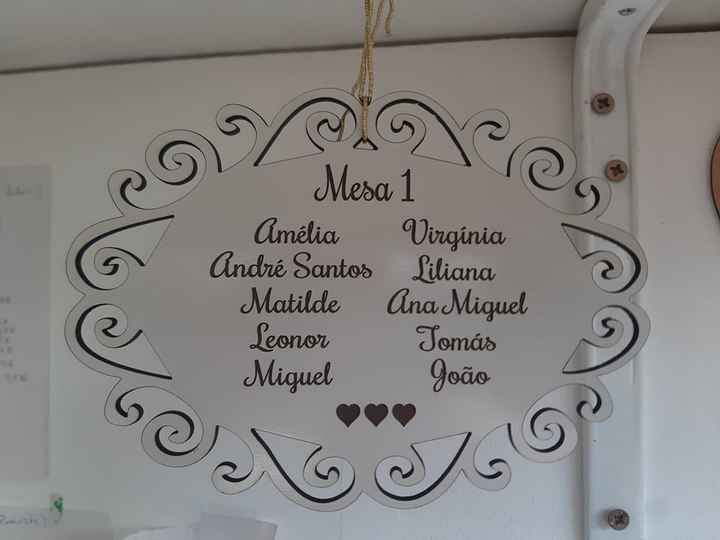 Mesa 1
Amélia
André Santos
Matilde
Leonor
Miguel
Virgínia
Liliana
Ana Miguel
Tomás
João